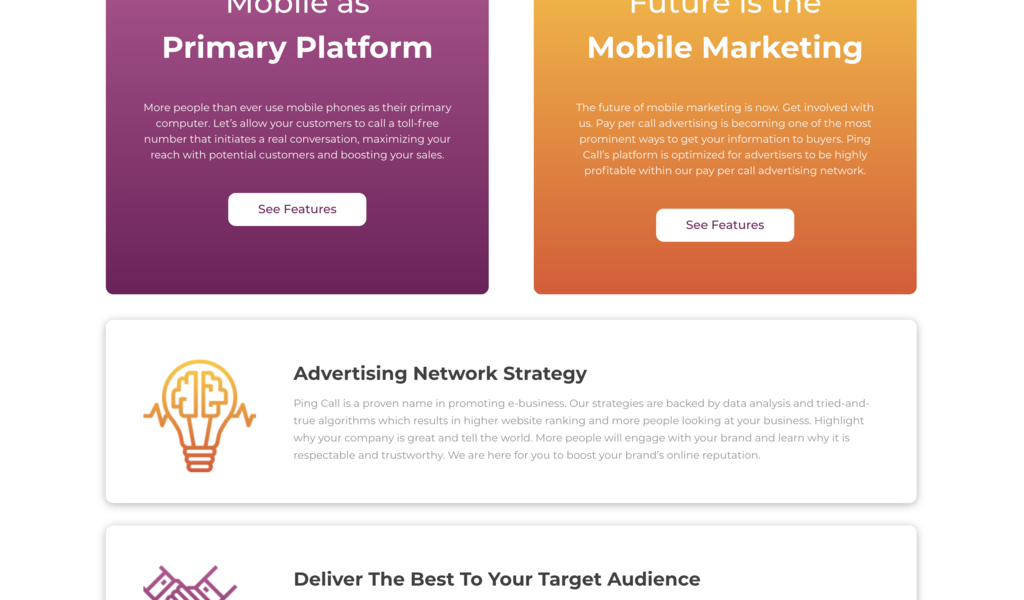 Mobile as
Primary Platform
More people than ever use mobile phones as their primary
computer. Let’s allow your customers to call a toll-free
number that initiates a real conversation, maximizing your
reach with potential customers and boosting your sales.
See Features
Future is the
Mobile Marketing
The future of mobile marketing is now. Get involved with
us. Pay per call advertising is becoming one of the most
prominent ways to get your information to buyers. Ping
Call’s platform is optimized for advertisers to be highly
profitable within our pay per call advertising network.
See Features
Advertising Network Strategy
Ping Call is a proven name in promoting e-business. Our strategies are backed by data analysis and tried-and-
true algorithms which results in higher website ranking and more people looking at your business. Highlight
why your company is great and tell the world. More people will engage with your brand and learn why it is
respectable and trustworthy. We are here for you to boost your brand’s online reputation.
Deliver The Best To Your Target Audience